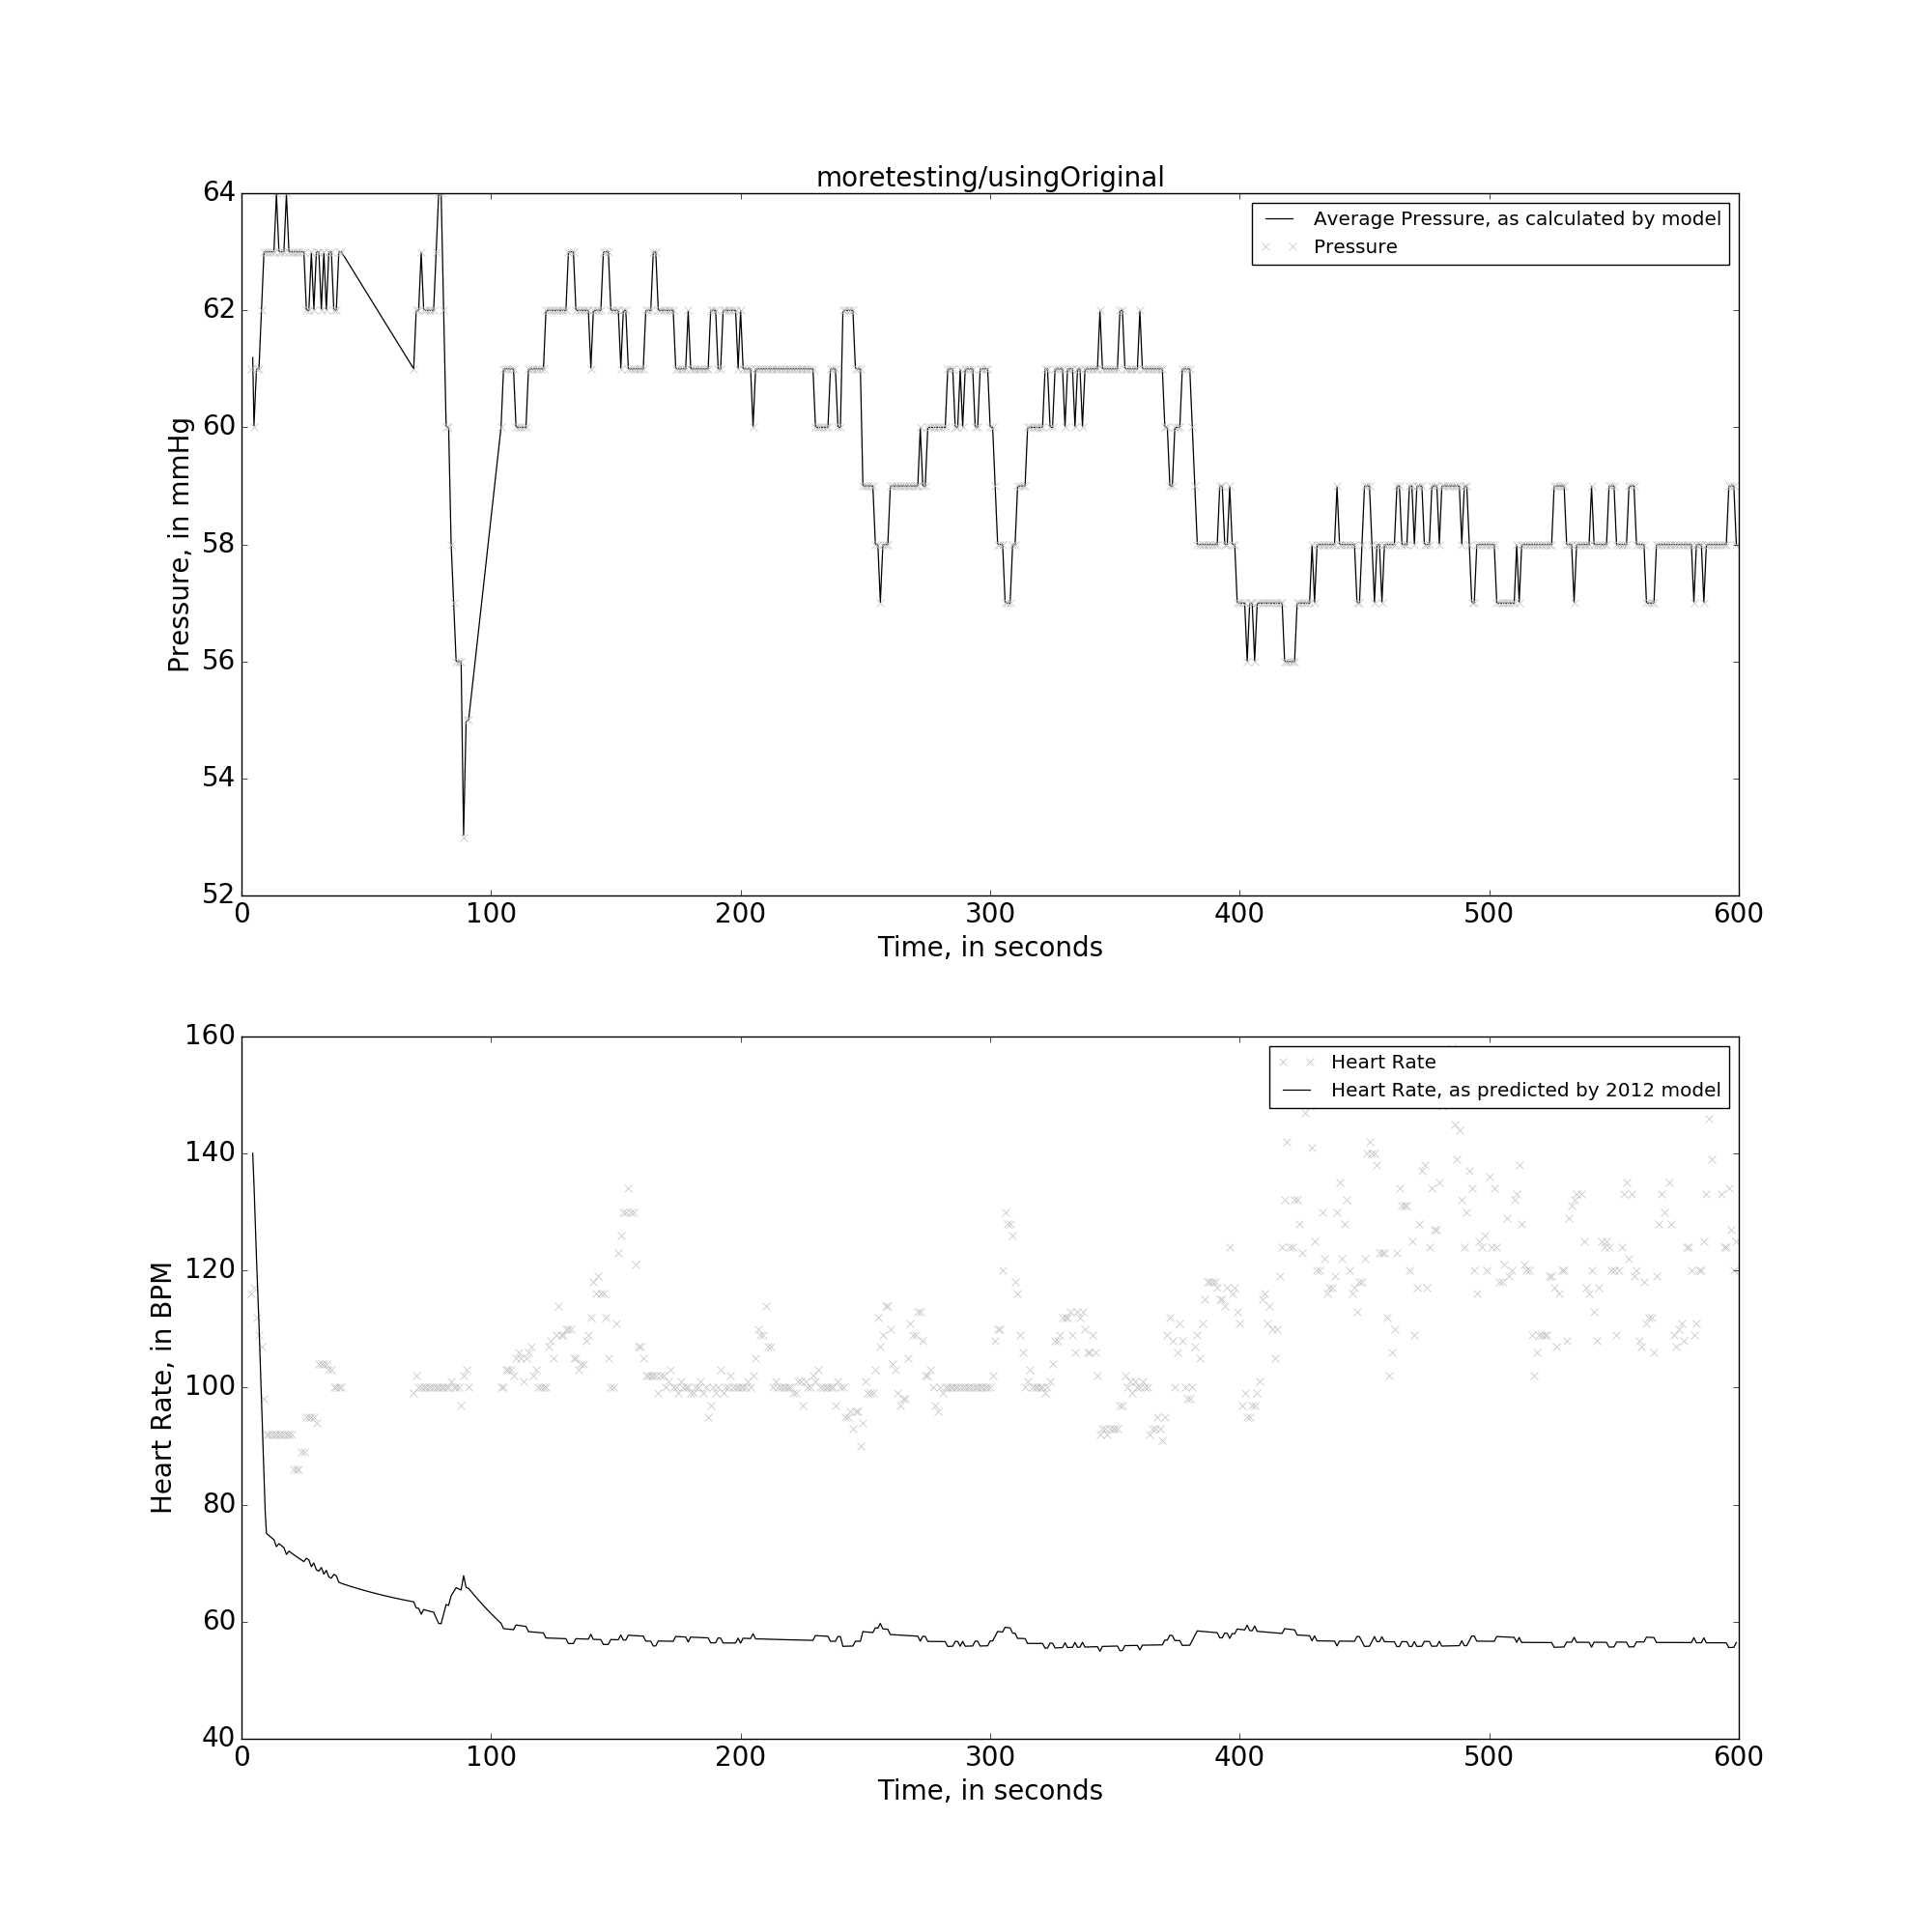 moretesting/usingOriginal
64
62
60
58
56
54
52
Pressure, in mmHg
Average Pressure, as calculated by model
Pressure
0 100 200 300 400 500 600
Time, in seconds
160
140
120
100
80
60
40
Heart Rate, in BPM
Heart Rate
Heart Rate, as predicted by 2012 model
0 100 200 300 400 500 600
Time, in seconds